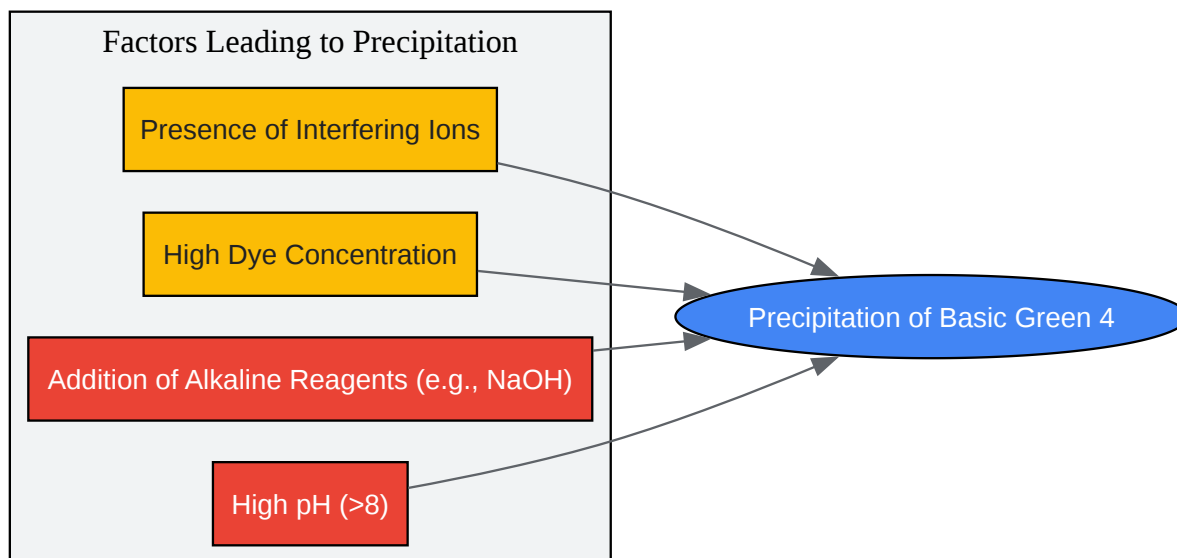 Factors Leading to Precipitation
Presence of Interfering Ions
High Dye Concentration
Precipitation of Basic Green 4
Addition of Alkaline Reagents (e.g., NaOH)
High pH (>8)